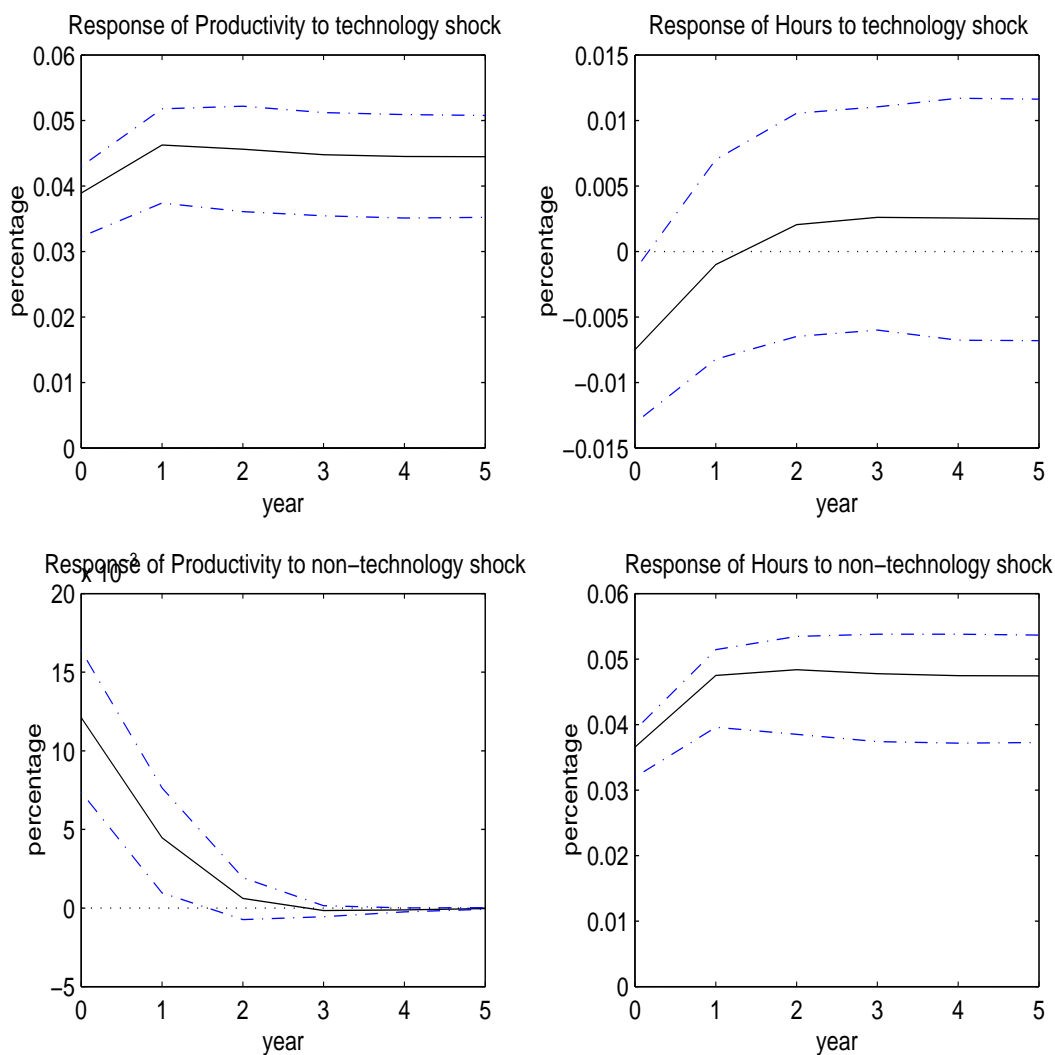 Response of Productivity to technology shock
0.06
0.05
0.04
0.03
0.02
0.01
0
percentage
0 1 2 3 4 5
year
Response of Hours to technology shock
0.015
0.01
0.005
0
−0.005
−0.01
−0.015
percentage
0 1 2 3 4 5
year
Response of Productivity to non−technology shock
x 10
20
15
10
5
0
−5
percentage
0 1 2 3 4 5
year
Response of Hours to non−technology shock
0.06
0.05
0.04
0.03
0.02
0.01
0
percentage
0 1 2 3 4 5
year